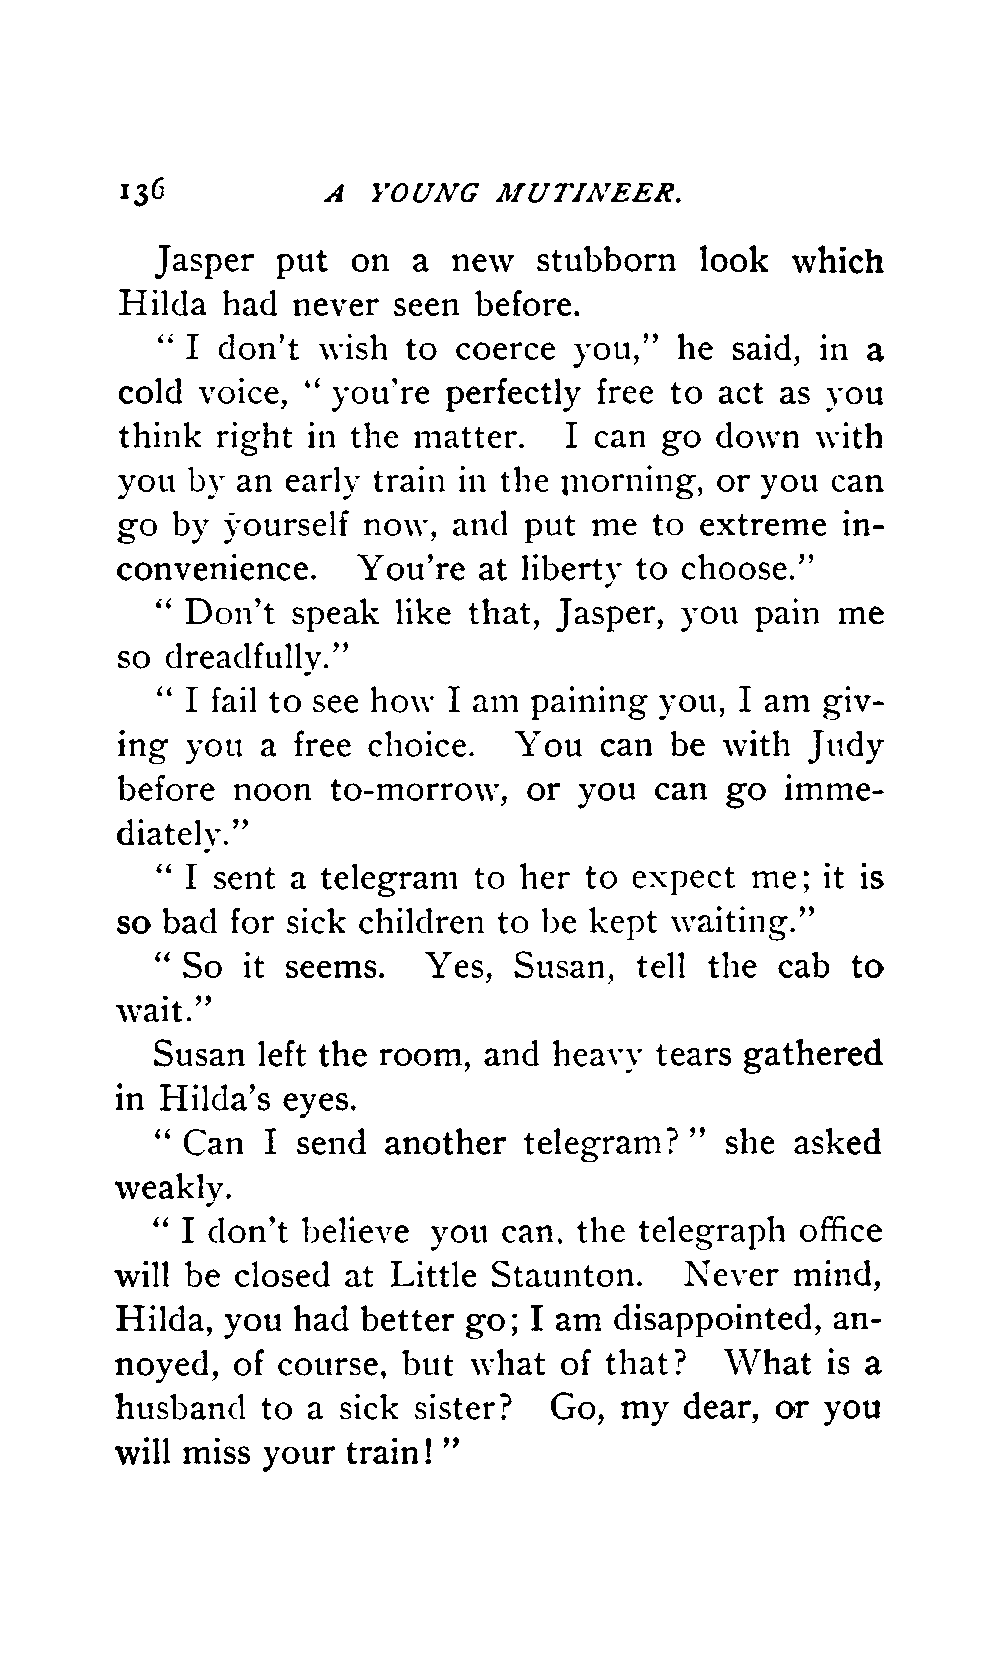 136 A YOUNG MUTINEER.
Jasper put on a new stubborn look which
Hilda had never seen before.
“ I don't wish to coerce you,” he said, in a
cold voice, “ you're perfectly free to act as you
think right in the matter. I can go down with
you by an early train in the morning, or you can
go by yourself now, and put me to extreme in-
convenience. You're at liberty to choose.”
“ Don't speak like that, Jasper, you pain me
so dreadfully.”
“ I fail to see how I am paining you, I am giv-
ing you a free choice. You can be with Judy
before noon to-morrow, or you can go imme-
diately.”
“ I sent a telegram to her to expect me; it is
so bad for sick children to be kept waiting.”
“ So it seems. Yes, Susan, tell the cab to
wait.”
Susan left the room, and heavy tears gathered
in Hilda's eyes.
“ Can I send another telegram? ” she asked
weakly.
“ I don't believe you can, the telegraph office
will be closed at Little Staunton. Never mind,
Hilda, you had better go; I am disappointed, an-
noyed, of course, but what of that? What is a
husband to a sick sister? Go, my dear, or you
will miss your train! ”